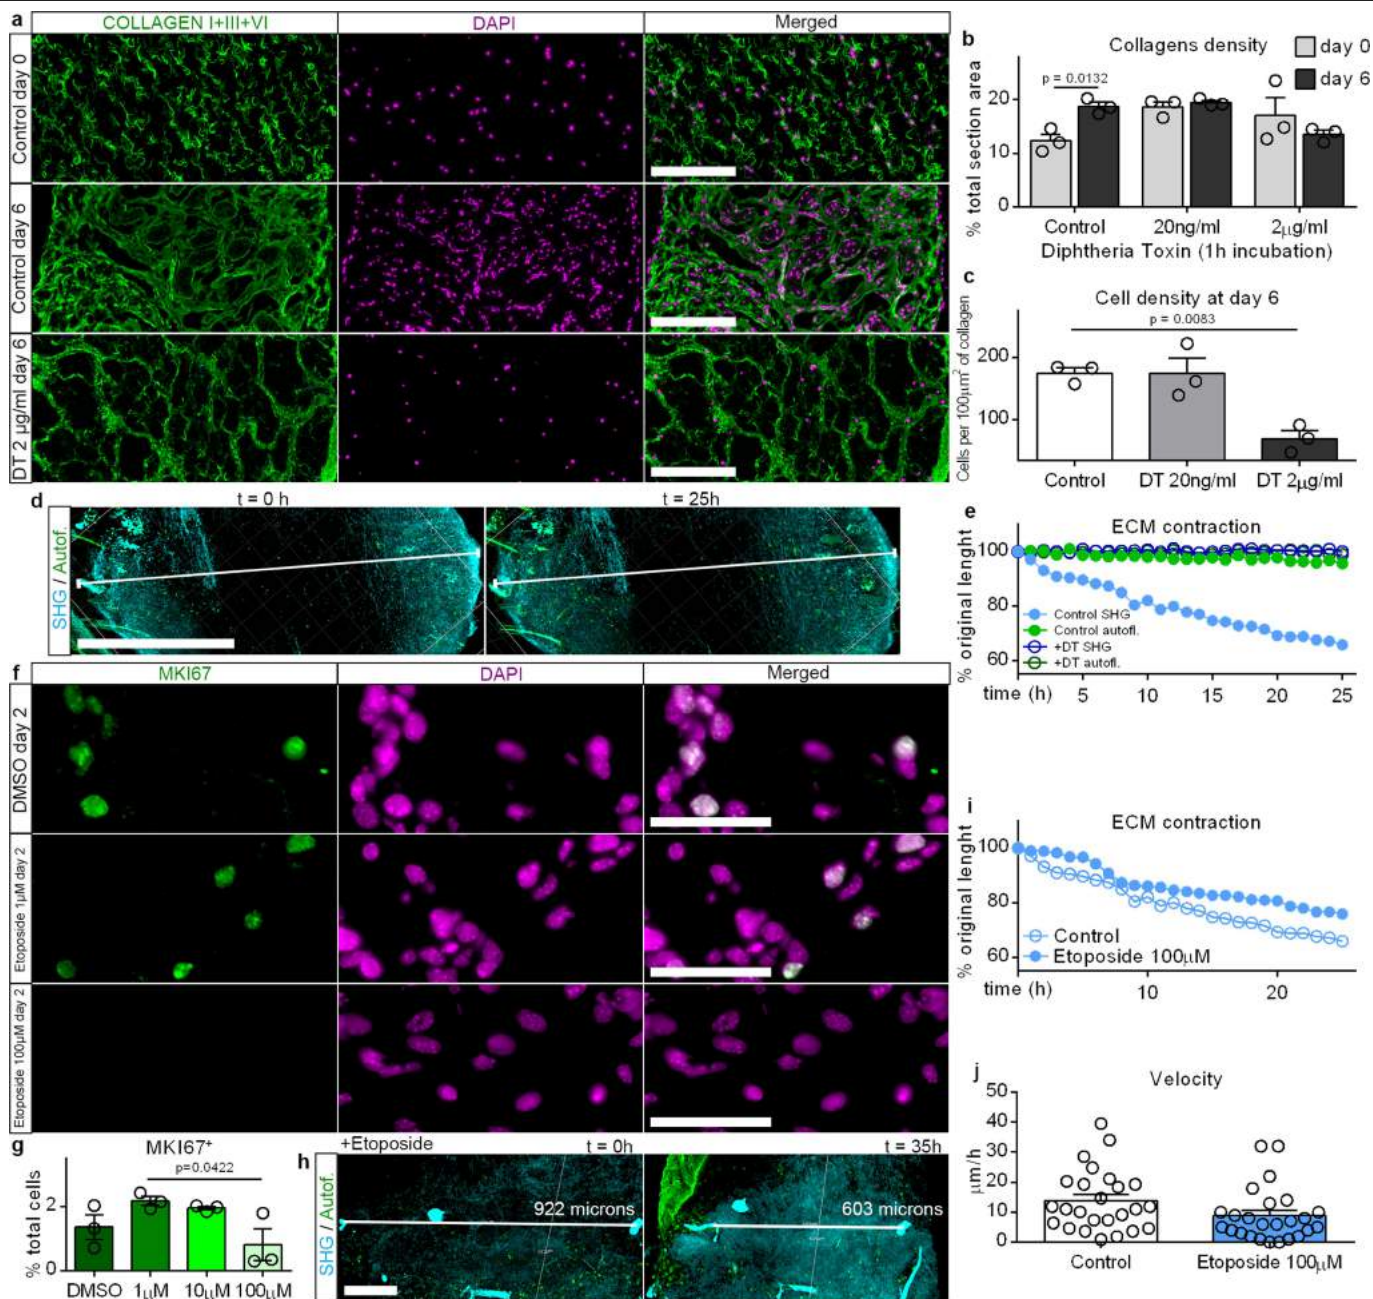 a
COLLAGEN I+III+VI
DAPI
Merged
Control day 0
Control day 6
DT 2 µg/ml day 6
b
Collagens density
day 0
day 6
p = 0.0132
% total section area
20
10
0
Control
20ng/ml
2µg/ml
Diphtheria Toxin (1h incubation)
c
Cell density at day 6
p = 0.0083
Cells per 100µm² of collagen
200
100
Control
DT 20ng/ml
DT 2µg/ml
d
t = 0 h
t = 25h
SHG / Autof.
e
ECM contraction
% original lenght
100
80
60
Control SHG
Control autofl.
+DT SHG
+DT autofl.
time (h)
5
10
15
20
25
f
MKI67
DAPI
Merged
DMSO day 2
Etoposide 1µM day 2
Etoposide 100µM day 2
g
MKI67⁺
p=0.0422
% total cells
2
0
DMSO
1µM
10µM
100µM
h
+Etoposide
t = 0h
t = 35h
SHG / Autof.
922 microns
603 microns
i
ECM contraction
% original lenght
100
80
60
Control
Etoposide 100µM
time (h)
10
20
j
Velocity
µm/h
50
40
30
20
10
0
Control
Etoposide 100µM